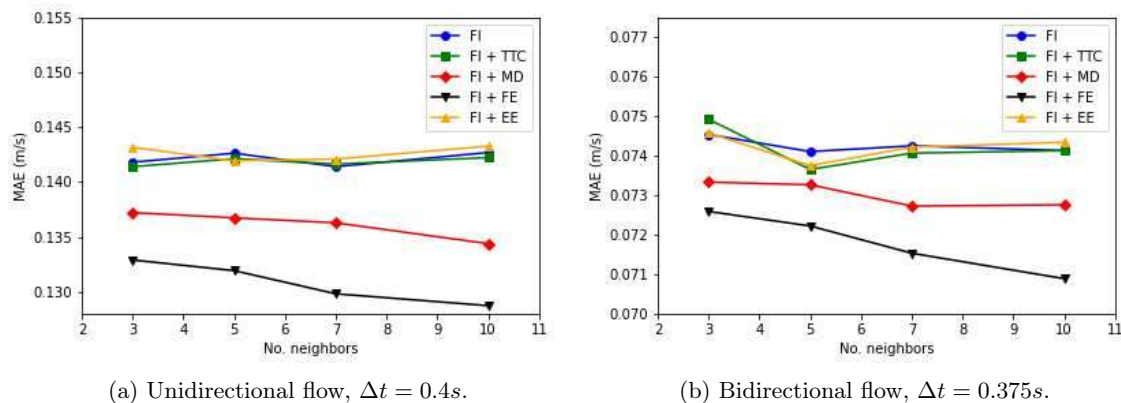 0.155
0.150
0.145
0.140
0.135
0.130
MAE (m/s)
2 3 4 5 6 7 8 9 10 11
No. neighbors
FI
FI + TTC
FI + MD
FI + FE
FI + EE
(a) Unidirectional flow, Δt = 0.4s.
0.077
0.076
0.075
0.074
0.073
0.072
0.071
0.070
MAE (m/s)
2 3 4 5 6 7 8 9 10 11
No. neighbors
FI
FI + TTC
FI + MD
FI + FE
FI + EE
(b) Bidirectional flow, Δt = 0.375s.